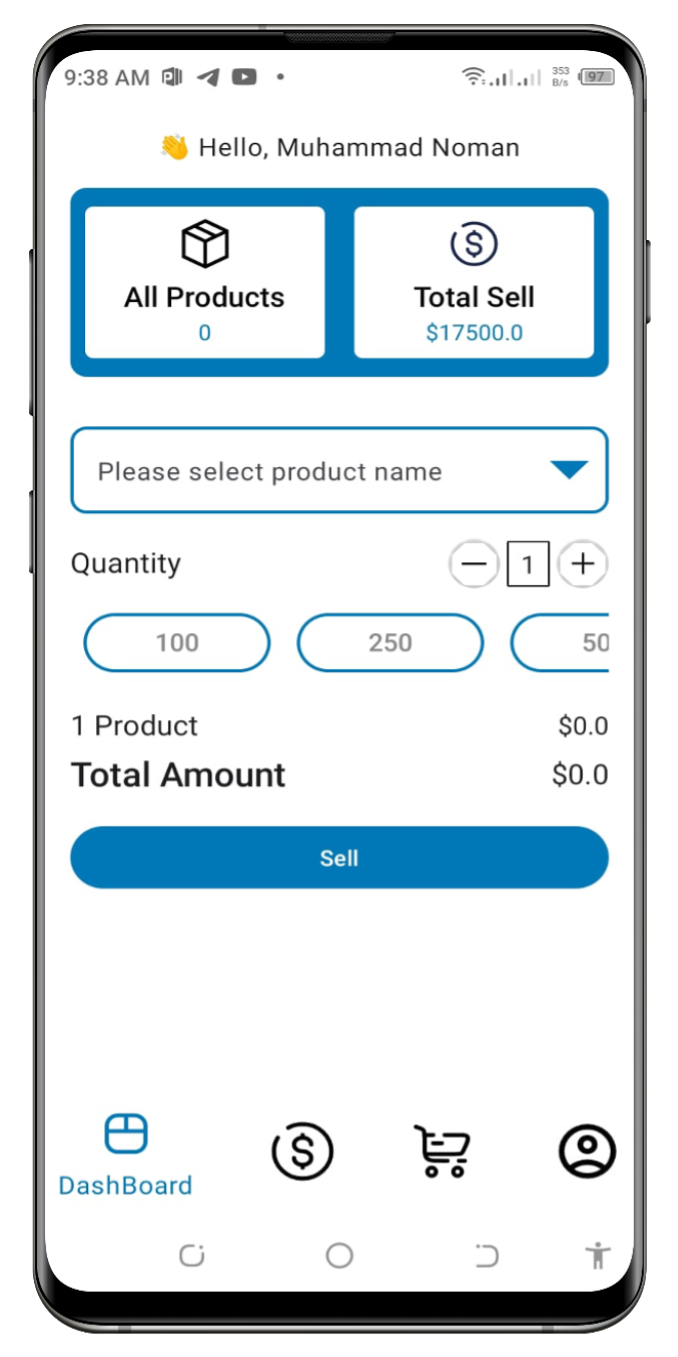 9:38 AM 353 B/s 97
👋 Hello, Muhammad Noman
All Products Total Sell
0 $17500.0
Please select product name
Quantity 1
100 250 50
1 Product $0.0
Total Amount $0.0
Sell
DashBoard